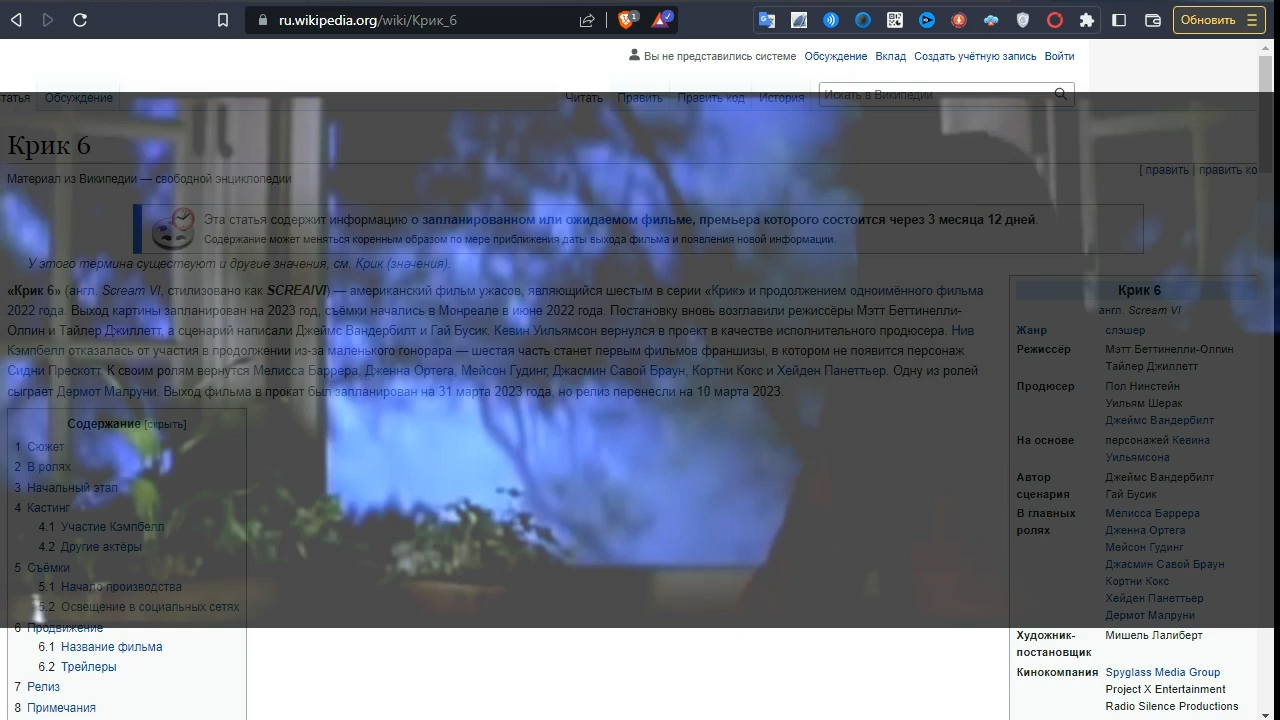 ru.wikipedia.org/wiki/Крик_6
1
Обновить
Вы не представились системе Обсуждение Вклад Создать учётную запись Войти
татья Обсуждение Читать Править Править код История Искать в Википедии
Крик 6
[ править | править ко
Материал из Википедии — свободной энциклопедии
Эта статья содержит информацию о запланированном или ожидаемом фильме, премьера которого состоится через 3 месяца 12 дней.
Содержание может меняться коренным образом по мере приближения даты выхода фильма и появления новой информации.
У этого термина существуют и другие значения, см. Крик (значения).
«Крик 6» (англ. Scream VI, стилизовано как SCREAM) — американский фильм ужасов, являющийся шестым в серии «Крик» и продолжением одноимённого фильма
2022 года. Выход картины запланирован на 2023 год, съёмки начались в Монреале в июне 2022 года. Постановку вновь возглавили режиссёры Мэтт Беттинелли-
Олпин и Тайлер Джиллетт, а сценарий написали Джеймс Вандербилт и Гай Бусик. Кевин Уильямсон вернулся в проект в качестве исполнительного продюсера. Нив
Кэмпбелл отказалась от участия в продолжении из-за маленького гонорара — шестая часть станет первым фильмов франшизы, в котором не появится персонаж
Сидни Прескотт. К своим ролям вернутся Мелисса Баррера, Дженна Ортега, Мейсон Гудинг, Джасмин Савой Браун, Кортни Кокс и Хейден Панеттьер. Одну из ролей
сыграет Дермот Малруни. Выход фильма в прокат был запланирован на 31 марта 2023 года, но релиз перенесли на 10 марта 2023.
Содержание [скрыть]
1 Сюжет
2 В ролях
3 Начальный этап
4 Кастинг
4.1 Участие Кэмпбелл
4.2 Другие актёры
5 Съёмки
5.1 Начало производства
5.2 Освещение в социальных сетях
6 Продвижение
6.1 Название фильма
6.2 Трейлеры
7 Релиз
8 Примечания
Крик 6
англ. Scream VI
Жанр слэшер
Режиссёр Мэтт Беттинелли-Олпин
Тайлер Джиллетт
Продюсер Пол Нинстейн
Уильям Шерак
Джеймс Вандербилт
На основе персонажей Кевина
Уильямсона
Автор Джеймс Вандербилт
сценария Гай Бусик
В главных Мелисса Баррера
ролях Дженна Ортега
Мейсон Гудинг
Джасмин Савой Браун
Кортни Кокс
Хейден Панеттьер
Дермот Малруни
Художник- Мишель Лалиберт
постановщик
Кинокомпания Spyglass Media Group
Project X Entertainment
Radio Silence Productions